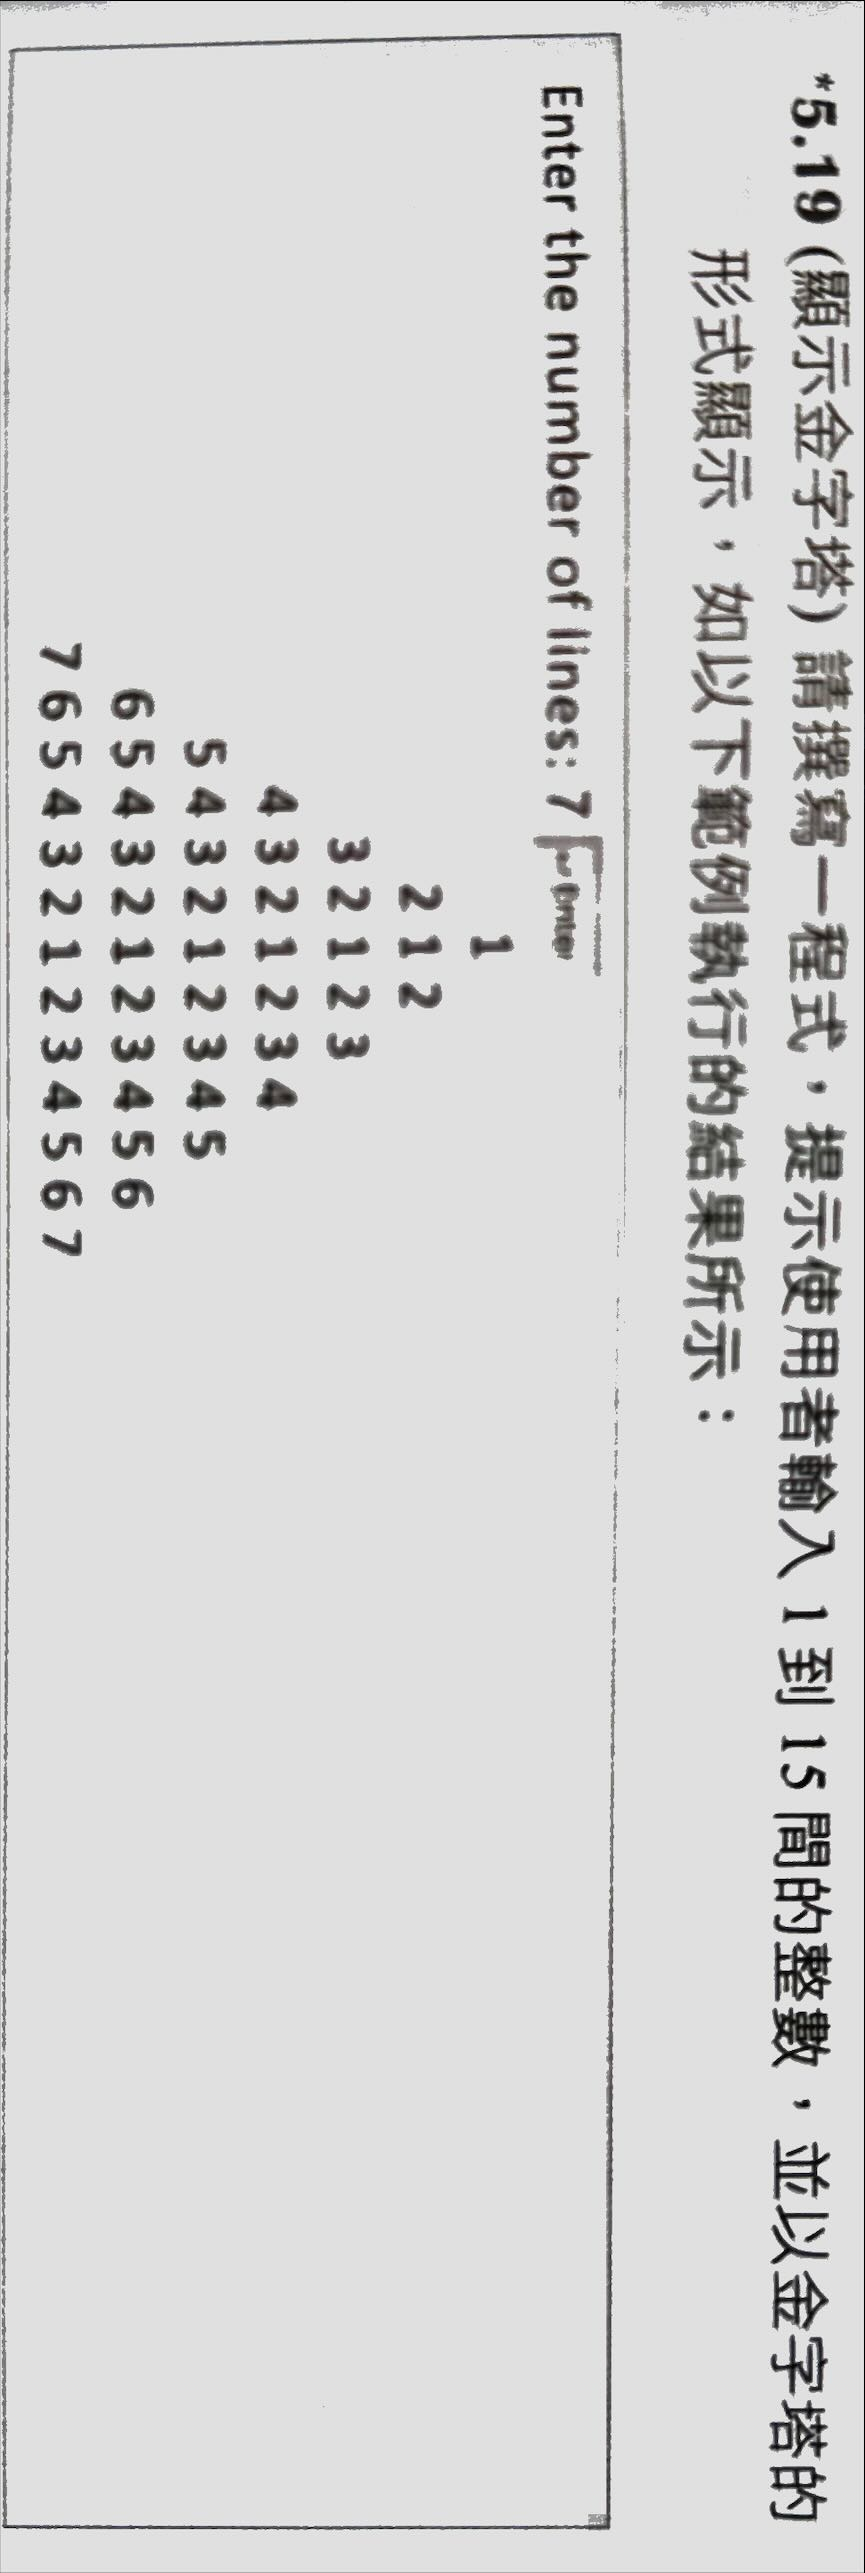 *5.19 (顯示金字塔) 請撰寫一程式，提示使用者輸入 1 到 15 間的整數，並以金字塔的
形式顯示，如以下範例執行的結果所示：
Enter the number of lines: 7 ↵Enter
1
2 1 2
3 2 1 2 3
4 3 2 1 2 3 4
5 4 3 2 1 2 3 4 5
6 5 4 3 2 1 2 3 4 5 6
7 6 5 4 3 2 1 2 3 4 5 6 7